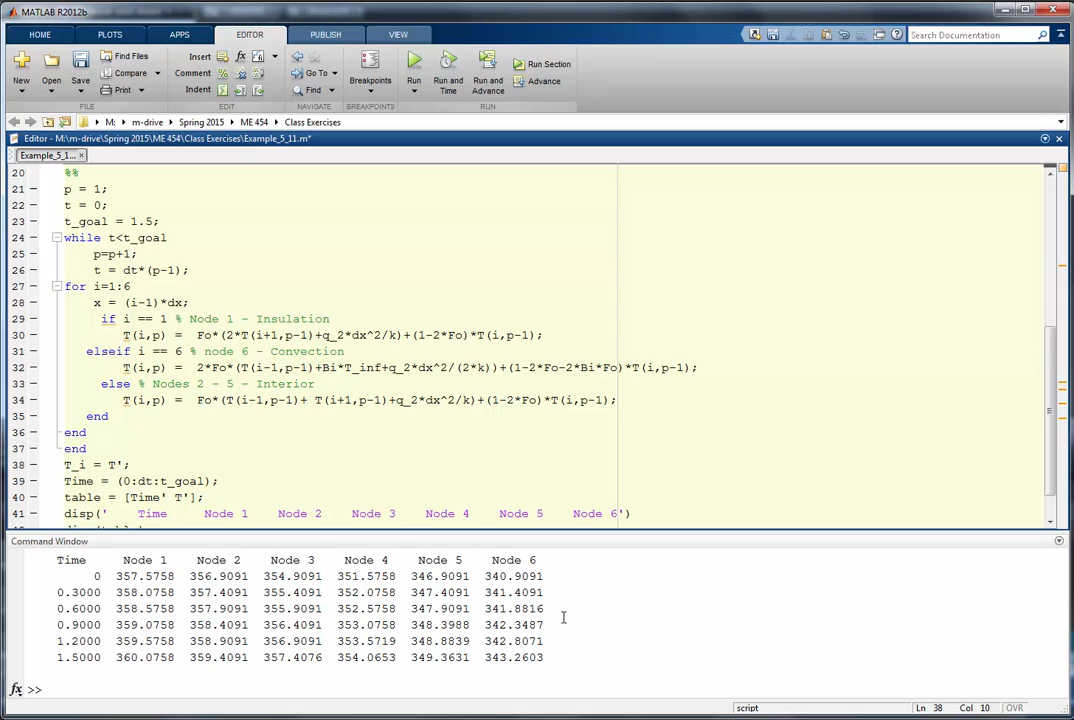 MATLAB R2012b
HOME PLOTS APPS EDITOR PUBLISH VIEW Search Documentation
New Open Save Find Files Compare Print Insert Comment Indent fx Go To Find Breakpoints Run Run and Time Run and Advance Run Section Advance
FILE EDIT NAVIGATE BREAKPOINTS RUN
M: m-drive Spring 2015 ME 454 Class Exercises
Editor - M:\m-drive\Spring 2015\ME 454\Class Exercises\Example_5_11.m*
Example_5_1...
20 %%
21 p = 1;
22 t = 0;
23 t_goal = 1.5;
24 while t<t_goal
25 p=p+1;
26 t = dt*(p-1);
27 for i=1:6
28 x = (i-1)*dx;
29 if i == 1 % Node 1 - Insulation
30 T(i,p) = Fo*(2*T(i+1,p-1)+q_2*dx^2/k)+(1-2*Fo)*T(i,p-1);
31 elseif i == 6 % node 6 - Convection
32 T(i,p) = 2*Fo*(T(i-1,p-1)+Bi*T_inf+q_2*dx^2/(2*k))+(1-2*Fo-2*Bi*Fo)*T(i,p-1);
33 else % Nodes 2 - 5 - Interior
34 T(i,p) = Fo*(T(i-1,p-1)+ T(i+1,p-1)+q_2*dx^2/k)+(1-2*Fo)*T(i,p-1);
35 end
36 end
37 end
38 T_i = T';
39 Time = (0:dt:t_goal);
40 table = [Time' T'];
41 disp(' Time Node 1 Node 2 Node 3 Node 4 Node 5 Node 6')
Command Window
Time Node 1 Node 2 Node 3 Node 4 Node 5 Node 6
0 357.5758 356.9091 354.9091 351.5758 346.9091 340.9091
0.3000 358.0758 357.4091 355.4091 352.0758 347.4091 341.4091
0.6000 358.5758 357.9091 355.9091 352.5758 347.9091 341.8816
0.9000 359.0758 358.4091 356.4091 353.0758 348.3988 342.3487
1.2000 359.5758 358.9091 356.9091 353.5719 348.8839 342.8071
1.5000 360.0758 359.4091 357.4076 354.0653 349.3631 343.2603
fx >>
script Ln 38 Col 10 OVR